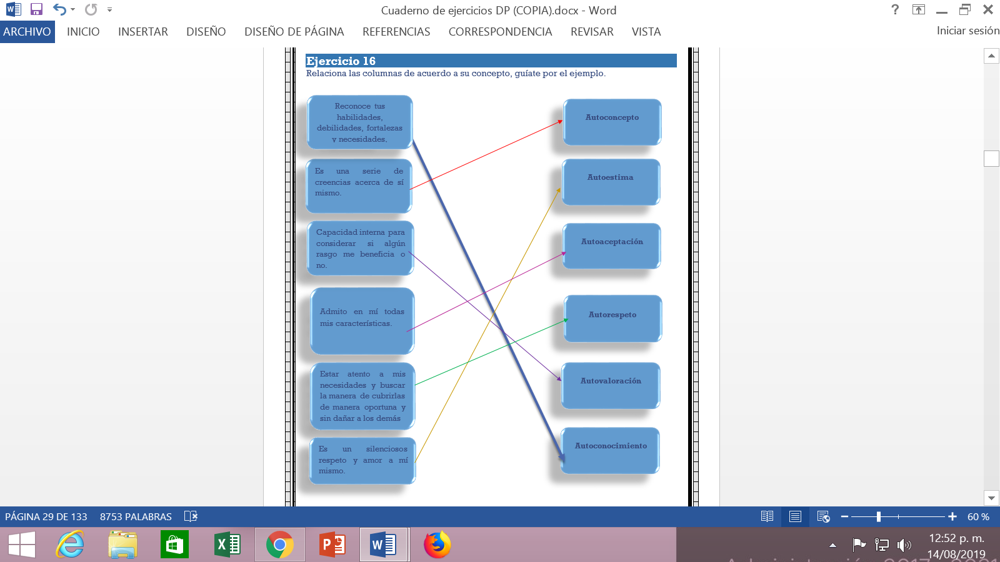 Cuaderno de ejercicios DP (COPIA).docx - Word
ARCHIVO INICIO INSERTAR DISEÑO DISEÑO DE PÁGINA REFERENCIAS CORRESPONDENCIA REVISAR VISTA Iniciar sesión
Ejercicio 16
Relaciona las columnas de acuerdo a su concepto, guíate por el ejemplo.
Reconoce tus
habilidades,
debilidades, fortalezas
y necesidades.
Es una serie de
creencias acerca de sí
mismo.
Capacidad interna para
considerar si algún
rasgo me beneficia o
no.
Admito en mí todas
mis características.
Estar atento a mis
necesidades y buscar
la manera de cubrirlas
de manera oportuna y
sin dañar a los demás
Es un silenciosos
respeto y amor a mí
mismo.
Autoconcepto
Autoestima
Autoaceptación
Autorespeto
Autovaloración
Autoconocimiento
PÁGINA 29 DE 133 8753 PALABRAS 60 %
12:52 p. m.
14/08/2019